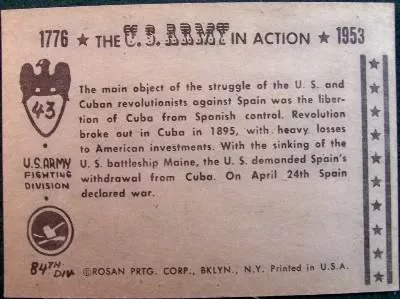 1776 ★ THE U.S. ARMY IN ACTION ★ 1953
43
The main object of the struggle of the U. S. and
Cuban revolutionists against Spain was the liber-
tion of Cuba from Spanish control. Revolution
broke out in Cuba in 1895, with heavy losses
to American investments. With the sinking of the
U. S. battleship Maine, the U. S. demanded Spain's
withdrawal from Cuba. On April 24th Spain
declared war.
U.S. ARMY
FIGHTING
DIVISION
84TH
DIV
©ROSAN PRTG. CORP., BKLYN., N.Y. Printed in U.S.A.